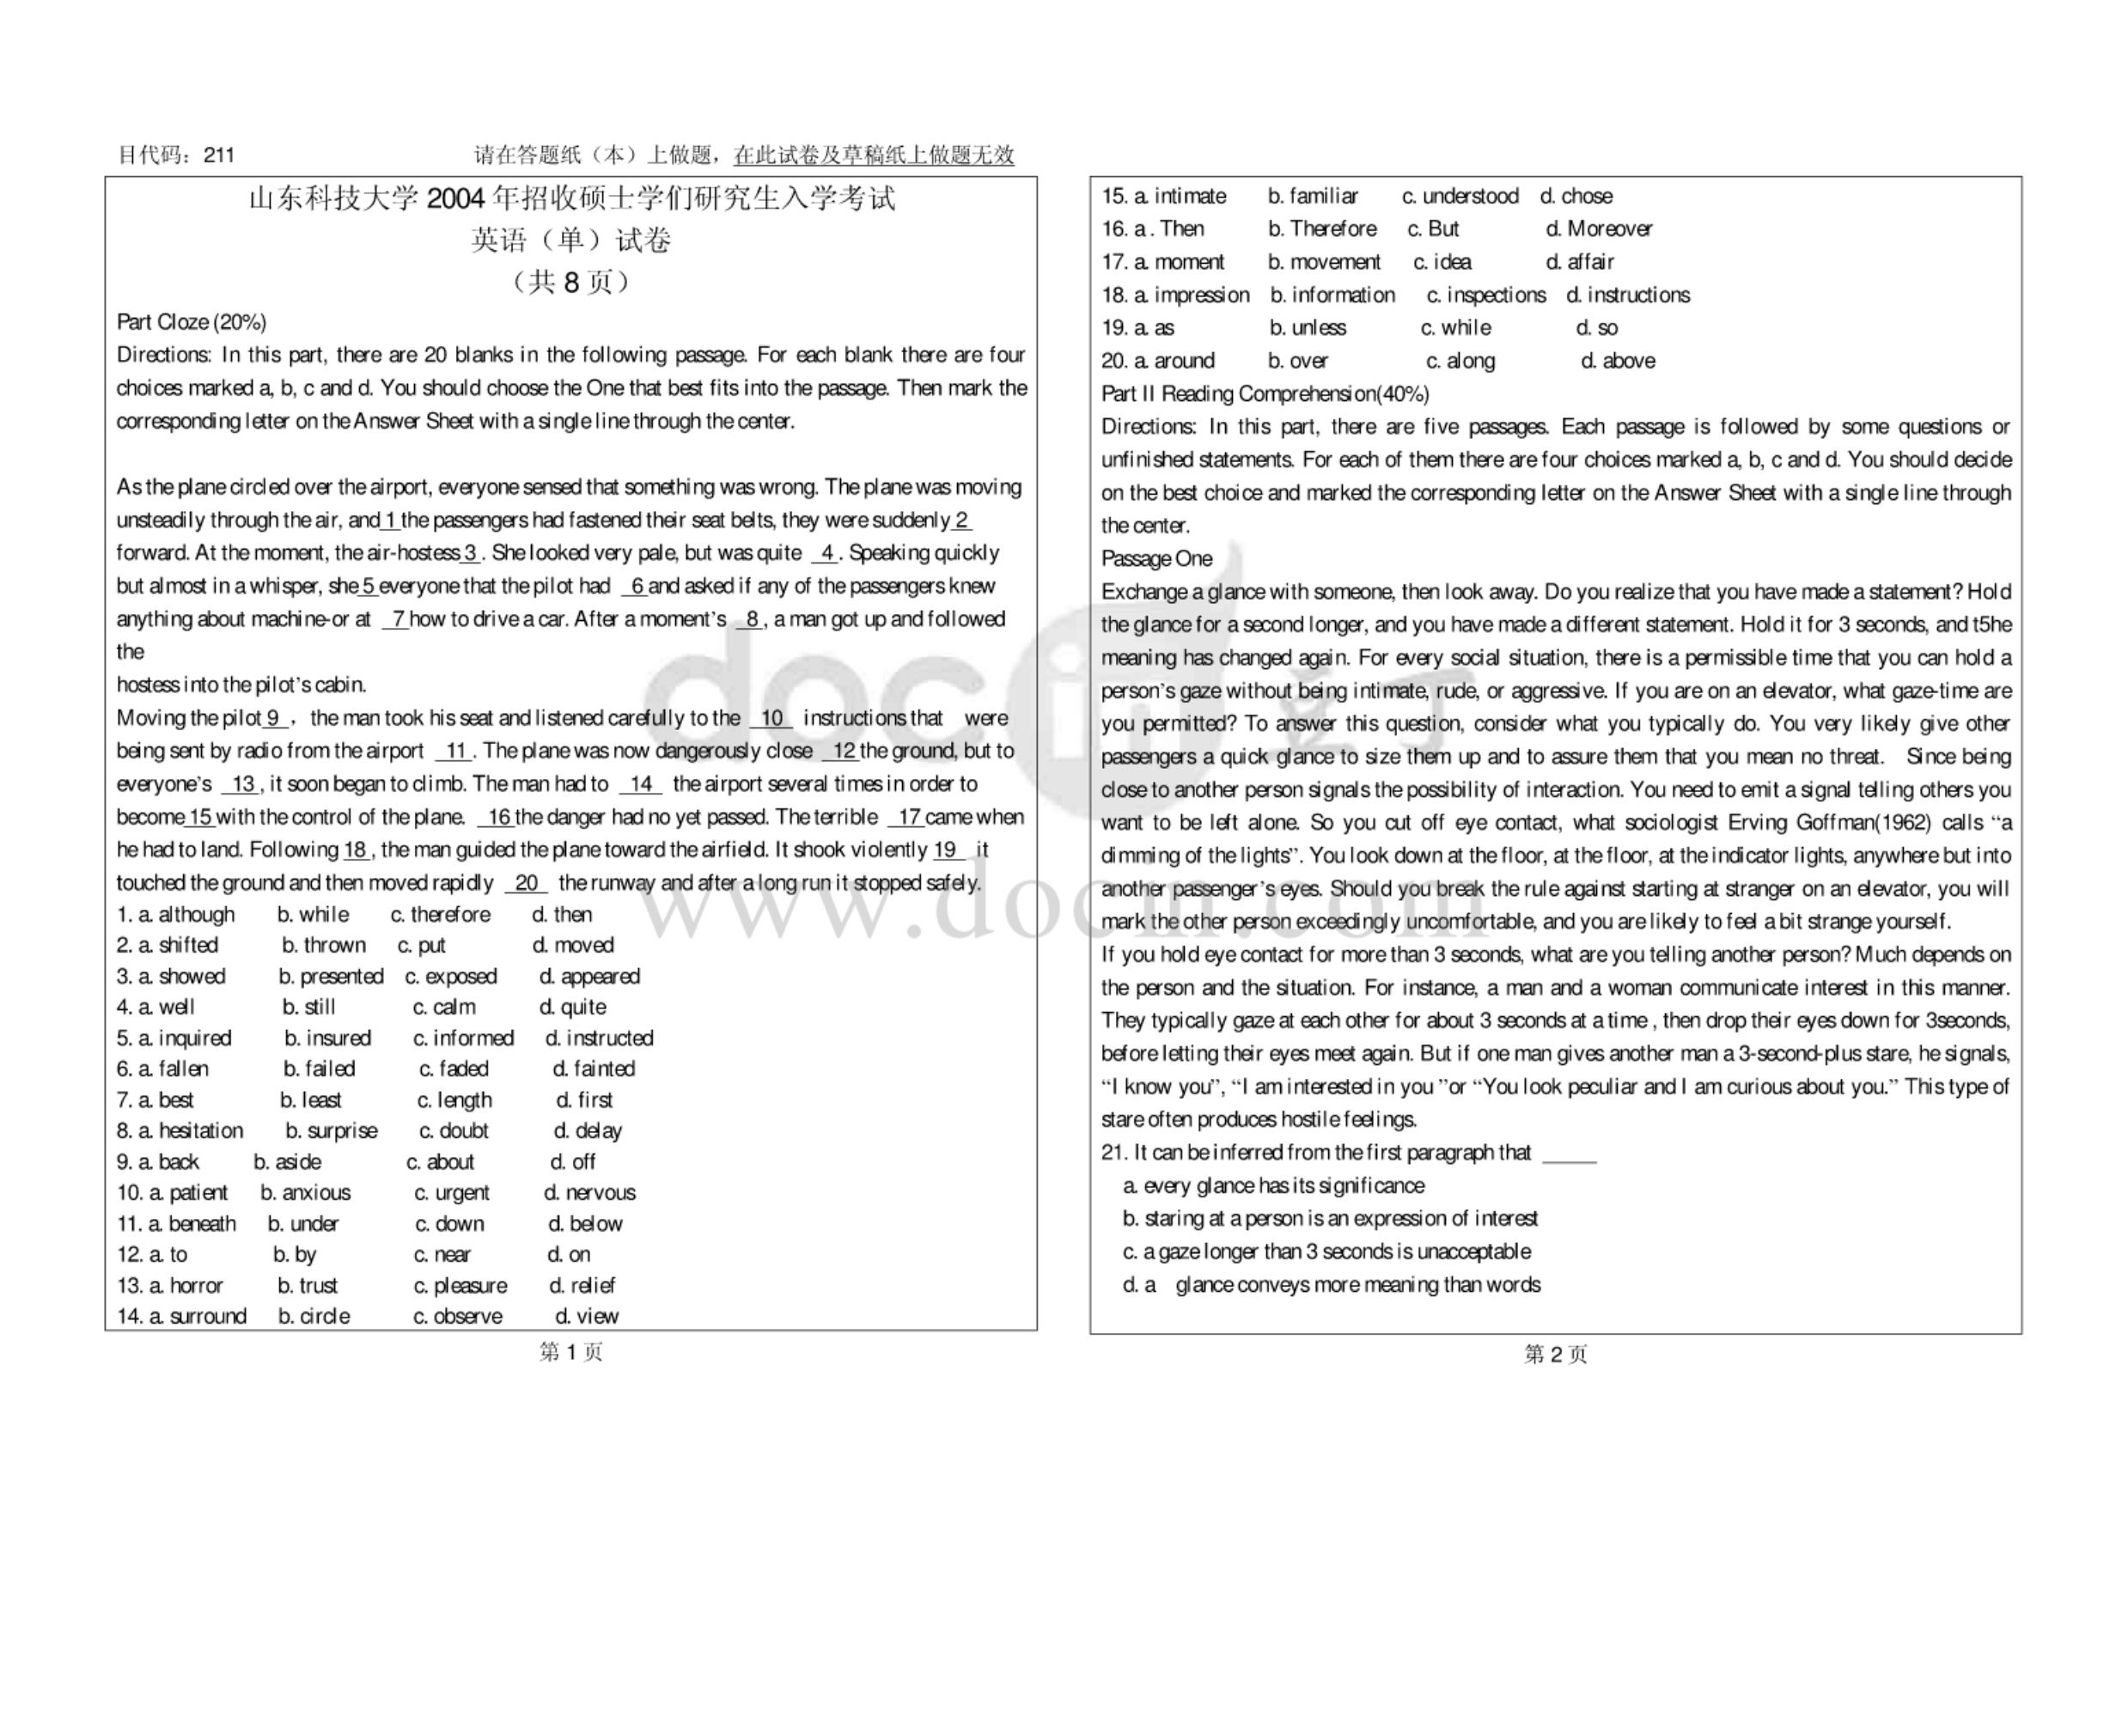 目代码：211 请在答题纸（本）上做题，在此试卷及草稿纸上做题无效
山东科技大学 2004 年招收硕士学们研究生入学考试
英语（单）试卷
（共 8 页）
Part Cloze (20%)
Directions: In this part, there are 20 blanks in the following passage. For each blank there are four
choices marked a, b, c and d. You should choose the One that best fits into the passage. Then mark the
corresponding letter on the Answer Sheet with a single line through the center.
As the plane circled over the airport, everyone sensed that something was wrong. The plane was moving
unsteadily through the air, and 1 the passengers had fastened their seat belts, they were suddenly 2
forward. At the moment, the air-hostess 3 . She looked very pale, but was quite 4 . Speaking quickly
but almost in a whisper, she 5 everyone that the pilot had 6 and asked if any of the passengers knew
anything about machine-or at 7 how to drive a car. After a moment's 8 , a man got up and followed
the
hostess into the pilot's cabin.
Moving the pilot 9 ， the man took his seat and listened carefully to the 10 instructions that were
being sent by radio from the airport 11 . The plane was now dangerously close 12 the ground, but to
everyone's 13 , it soon began to climb. The man had to 14 the airport several times in order to
become 15 with the control of the plane. 16 the danger had no yet passed. The terrible 17 came when
he had to land. Following 18 , the man guided the plane toward the airfield. It shook violently 19 it
touched the ground and then moved rapidly 20 the runway and after a long run it stopped safely.
1. a. although b. while c. therefore d. then
2. a. shifted b. thrown c. put d. moved
3. a. showed b. presented c. exposed d. appeared
4. a. well b. still c. calm d. quite
5. a. inquired b. insured c. informed d. instructed
6. a. fallen b. failed c. faded d. fainted
7. a. best b. least c. length d. first
8. a. hesitation b. surprise c. doubt d. delay
9. a. back b. aside c. about d. off
10. a. patient b. anxious c. urgent d. nervous
11. a. beneath b. under c. down d. below
12. a. to b. by c. near d. on
13. a. horror b. trust c. pleasure d. relief
14. a. surround b. circle c. observe d. view
第 1 页
15. a. intimate b. familiar c. understood d. chose
16. a . Then b. Therefore c. But d. Moreover
17. a. moment b. movement c. idea d. affair
18. a. impression b. information c. inspections d. instructions
19. a. as b. unless c. while d. so
20. a. around b. over c. along d. above
Part II Reading Comprehension(40%)
Directions: In this part, there are five passages. Each passage is followed by some questions or
unfinished statements. For each of them there are four choices marked a, b, c and d. You should decide
on the best choice and marked the corresponding letter on the Answer Sheet with a single line through
the center.
Passage One
Exchange a glance with someone, then look away. Do you realize that you have made a statement? Hold
the glance for a second longer, and you have made a different statement. Hold it for 3 seconds, and t5he
meaning has changed again. For every social situation, there is a permissible time that you can hold a
person's gaze without being intimate, rude, or aggressive. If you are on an elevator, what gaze-time are
you permitted? To answer this question, consider what you typically do. You very likely give other
passengers a quick glance to size them up and to assure them that you mean no threat. Since being
close to another person signals the possibility of interaction. You need to emit a signal telling others you
want to be left alone. So you cut off eye contact, what sociologist Erving Goffman(1962) calls “a
dimming of the lights”. You look down at the floor, at the floor, at the indicator lights, anywhere but into
another passenger's eyes. Should you break the rule against starting at stranger on an elevator, you will
mark the other person exceedingly uncomfortable, and you are likely to feel a bit strange yourself.
If you hold eye contact for more than 3 seconds, what are you telling another person? Much depends on
the person and the situation. For instance, a man and a woman communicate interest in this manner.
They typically gaze at each other for about 3 seconds at a time , then drop their eyes down for 3seconds,
before letting their eyes meet again. But if one man gives another man a 3-second-plus stare, he signals,
“I know you”, “I am interested in you ”or “You look peculiar and I am curious about you.” This type of
stare often produces hostile feelings.
21. It can be inferred from the first paragraph that _____
a. every glance has its significance
b. staring at a person is an expression of interest
c. a gaze longer than 3 seconds is unacceptable
d. a glance conveys more meaning than words
第 2 页
docin 豆丁
www.docin.com